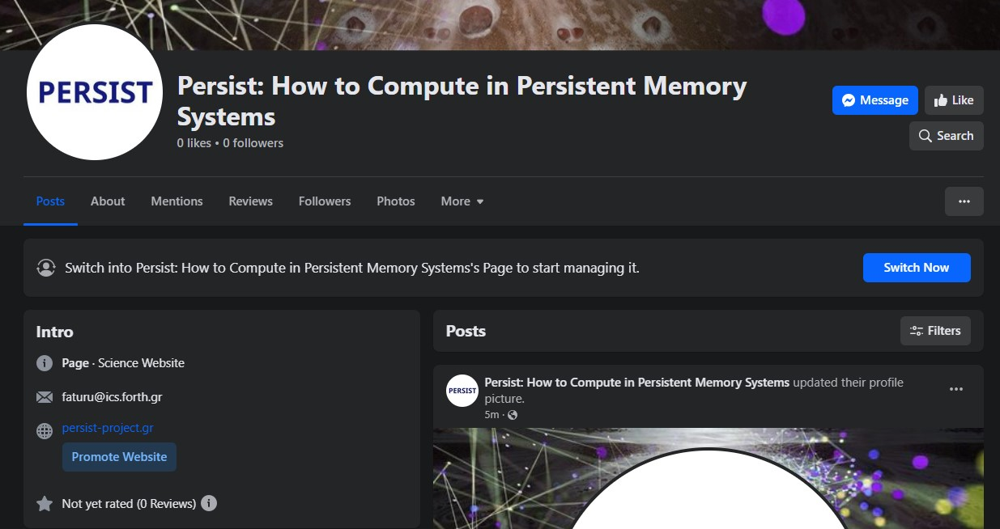 PERSIST
Persist: How to Compute in Persistent Memory
Systems
0 likes • 0 followers
Message
Like
Search
Posts
About
Mentions
Reviews
Followers
Photos
More
Switch into Persist: How to Compute in Persistent Memory Systems's Page to start managing it.
Switch Now
Intro
Page · Science Website
faturu@ics.forth.gr
persist-project.gr
Promote Website
Not yet rated (0 Reviews)
Posts
Filters
PERSIST
Persist: How to Compute in Persistent Memory Systems updated their profile
picture.
5m ·